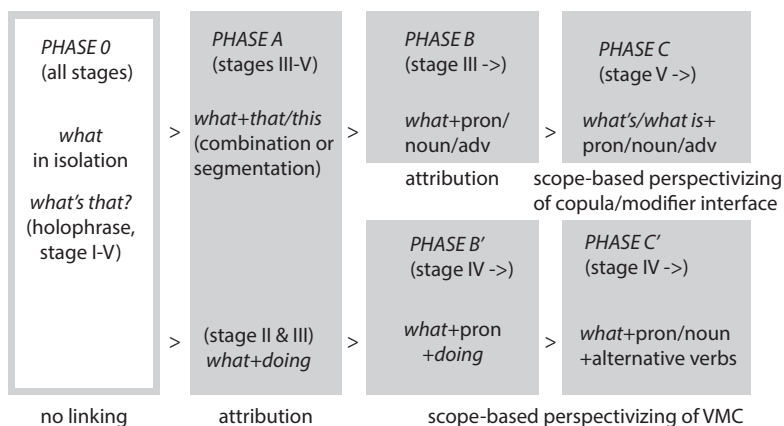 PHASE 0
(all stages)
what
in isolation
what's that?
(holophrase,
stage I-V)
no linking
>
>
PHASE A
(stages III-V)
what+that/this
(combination or
segmentation)
(stage II & III)
what+doing
attribution
>
>
PHASE B
(stage III ->)
what+pron/
noun/adv
attribution
>
PHASE C
(stage V ->)
what's/what is+
pron/noun/adv
scope-based perspectivizing
of copula/modifier interface
PHASE B'
(stage IV ->)
what+pron
+doing
>
PHASE C'
(stage IV ->)
what+pron/noun
+alternative verbs
scope-based perspectivizing of VMC